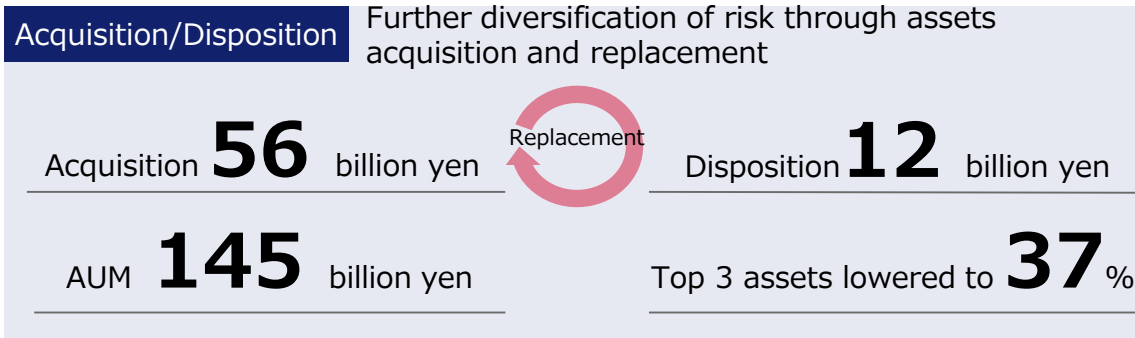 Acquisition/Disposition
Further diversification of risk through assets
acquisition and replacement
Acquisition 56 billion yen
Replacement
Disposition 12 billion yen
AUM 145 billion yen
Top 3 assets lowered to 37%